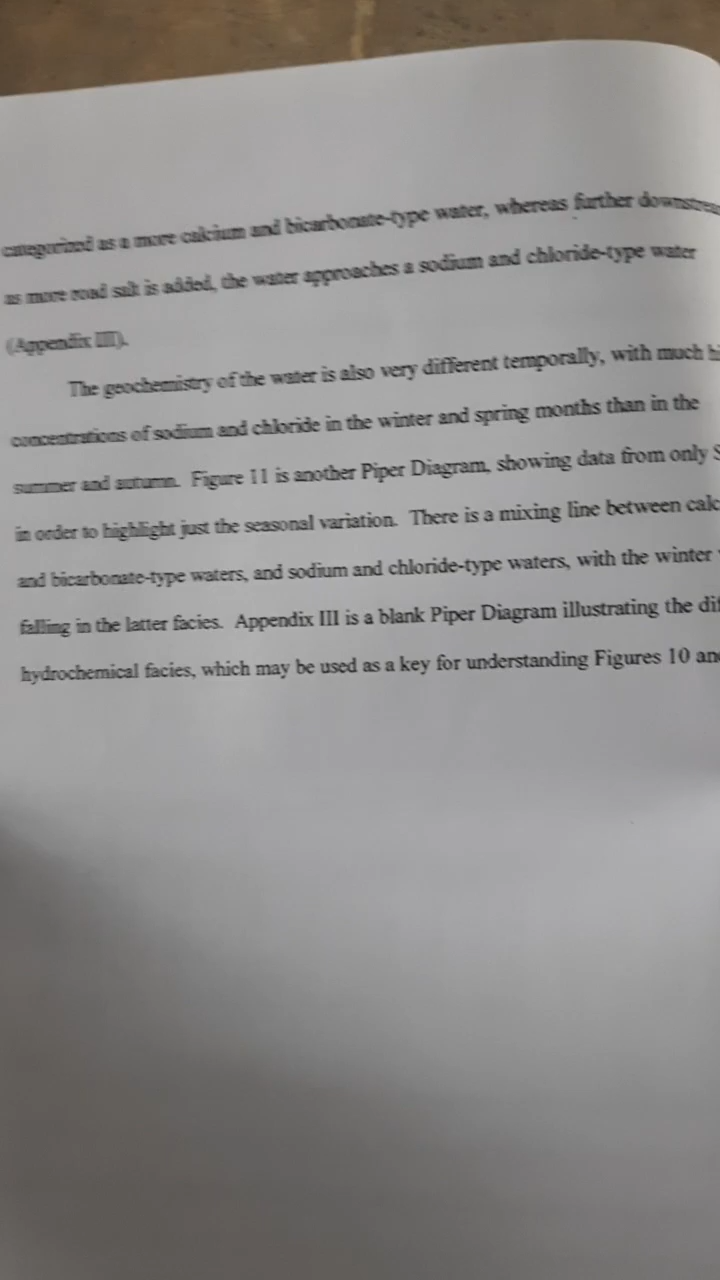 categorized as a more calcium and bicarbonate-type water, whereas further downstream
as more road salt is added, the water approaches a sodium and chloride-type water
(Appendix III).
The geochemistry of the water is also very different temporally, with much
concentrations of sodium and chloride in the winter and spring months than in the
summer and autumn. Figure 11 is another Piper Diagram, showing data from only
in order to highlight just the seasonal variation. There is a mixing line between
and bicarbonate-type waters, and sodium and chloride-type waters, with the winter
falling in the latter facies. Appendix III is a blank Piper Diagram illustrating the
hydrochemical facies, which may be used as a key for understanding Figures 10